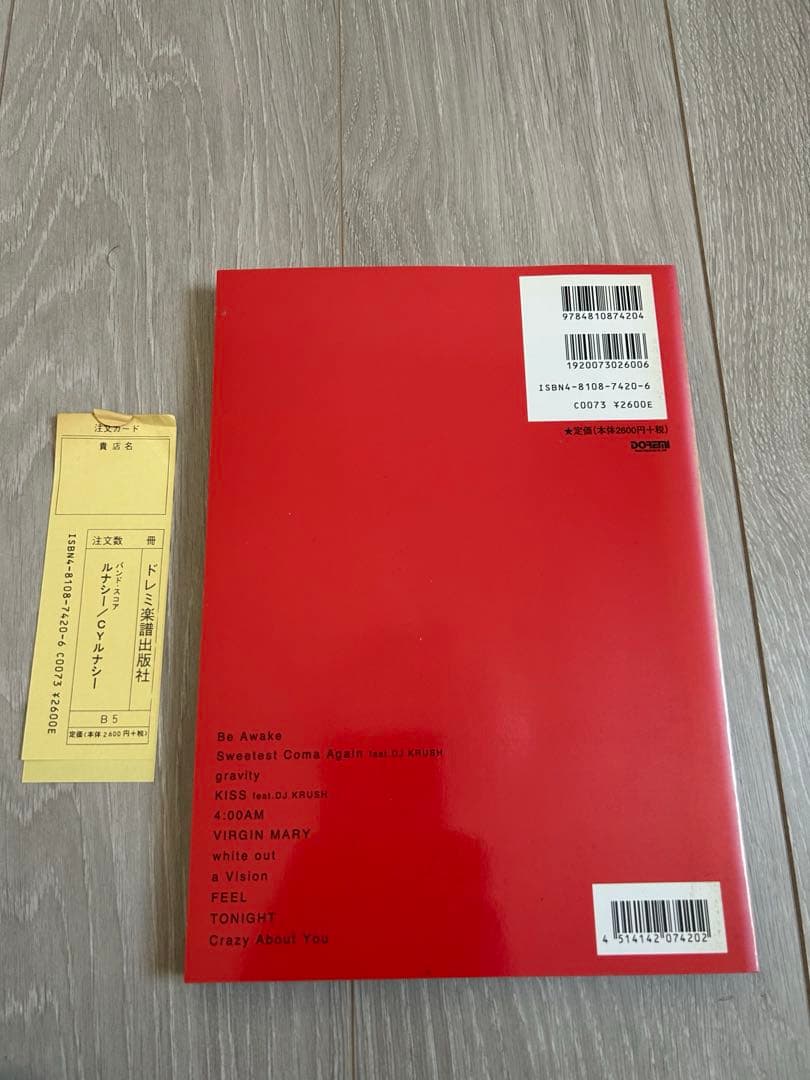 注文カード
貴店名
注文数 冊
ドレミ楽譜出版社
バンド・スコア
ルナシー/CYルナシー
ISBN4-8108-7420-6 C0073 ¥2600E
B5
定価(本体2600円+税)
9784810874204
1920073026006
ISBN4-8108-7420-6
C0073 ¥2600E
★定価(本体2600円+税)
DOREMI
Be Awake
Sweetest Coma Again feat.DJ KRUSH
gravity
KISS feat.DJ KRUSH
4:00AM
VIRGIN MARY
white out
a Vision
FEEL
TONIGHT
Crazy About You
4 514142 074202